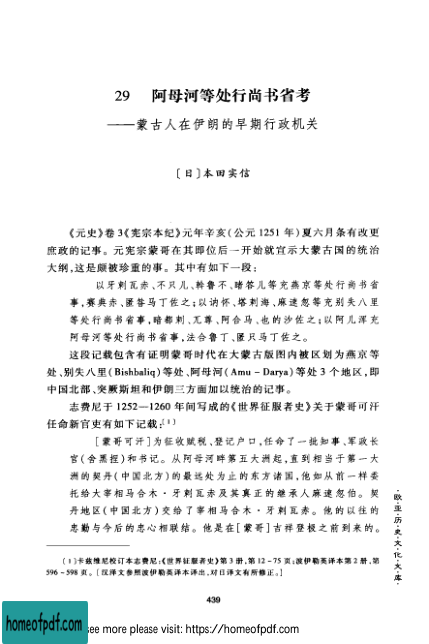 29 阿母河等处行尚书省考
——蒙古人在伊朗的早期行政机关
〔日〕本田实信
《元史》卷3《宪宗本纪》元年辛亥(公元1251年)夏六月条有改更
庶政的记事。元宪宗蒙哥在其即位后一开始就宣示大蒙古国的统治
大纲,这是颇被珍重的事。其中有如下一段:
以牙剌瓦赤、不只儿、斡鲁不、睹答儿等充燕京等处行尚书省
事,赛典赤、匿昝马丁佐之;以讷怀、塔剌海、麻速忽等充别失八里
等处行尚书省事,暗都剌、兀尊、阿合马、也的沙佐之;以阿儿浑充
阿母河等处行尚书省事,法合鲁丁、匿只马丁佐之。
这段记载包含有证明蒙哥时代在大蒙古版图内被区划为燕京等
处、别失八里(Bishbaliq)等处、阿母河(Amu-Darya)等处3个地区,即
中国北部、突厥斯坦和伊朗三方面加以统治的记事。
志费尼于1252—1260年间写成的《世界征服者史》关于蒙哥可汗
任命新官吏有如下记载:〔1〕
[蒙哥可汗]为征收赋税、登记户口,任命了一批知事、军政长
官(舍黑捏)和书记。从阿母河畔第五大洲起,直到相当于第一大
洲的契丹(中国北方)的最远处为止的东方诸国,他如从前一样委
托给大宰相马合木·牙剌瓦赤及其真正的继承人麻速忽伯。契
丹地区(中国北方)交给了宰相马合木·牙剌瓦赤。他的以往的
忠勤与今后的忠心相联结。他是在[蒙哥]吉祥登极之前到来的。
·欧·亚·历·史·文·化·文·库·
〔1〕卡兹维尼校订本志费尼:《世界征服者史》第3册,第12-75页;波伊勒英译本第2册,第
596-598页。[汉译文参照波伊勒英译本译出,对日译文有所修正。]
439
homeofpdf.com
see more please visit: https://homeofpdf.com